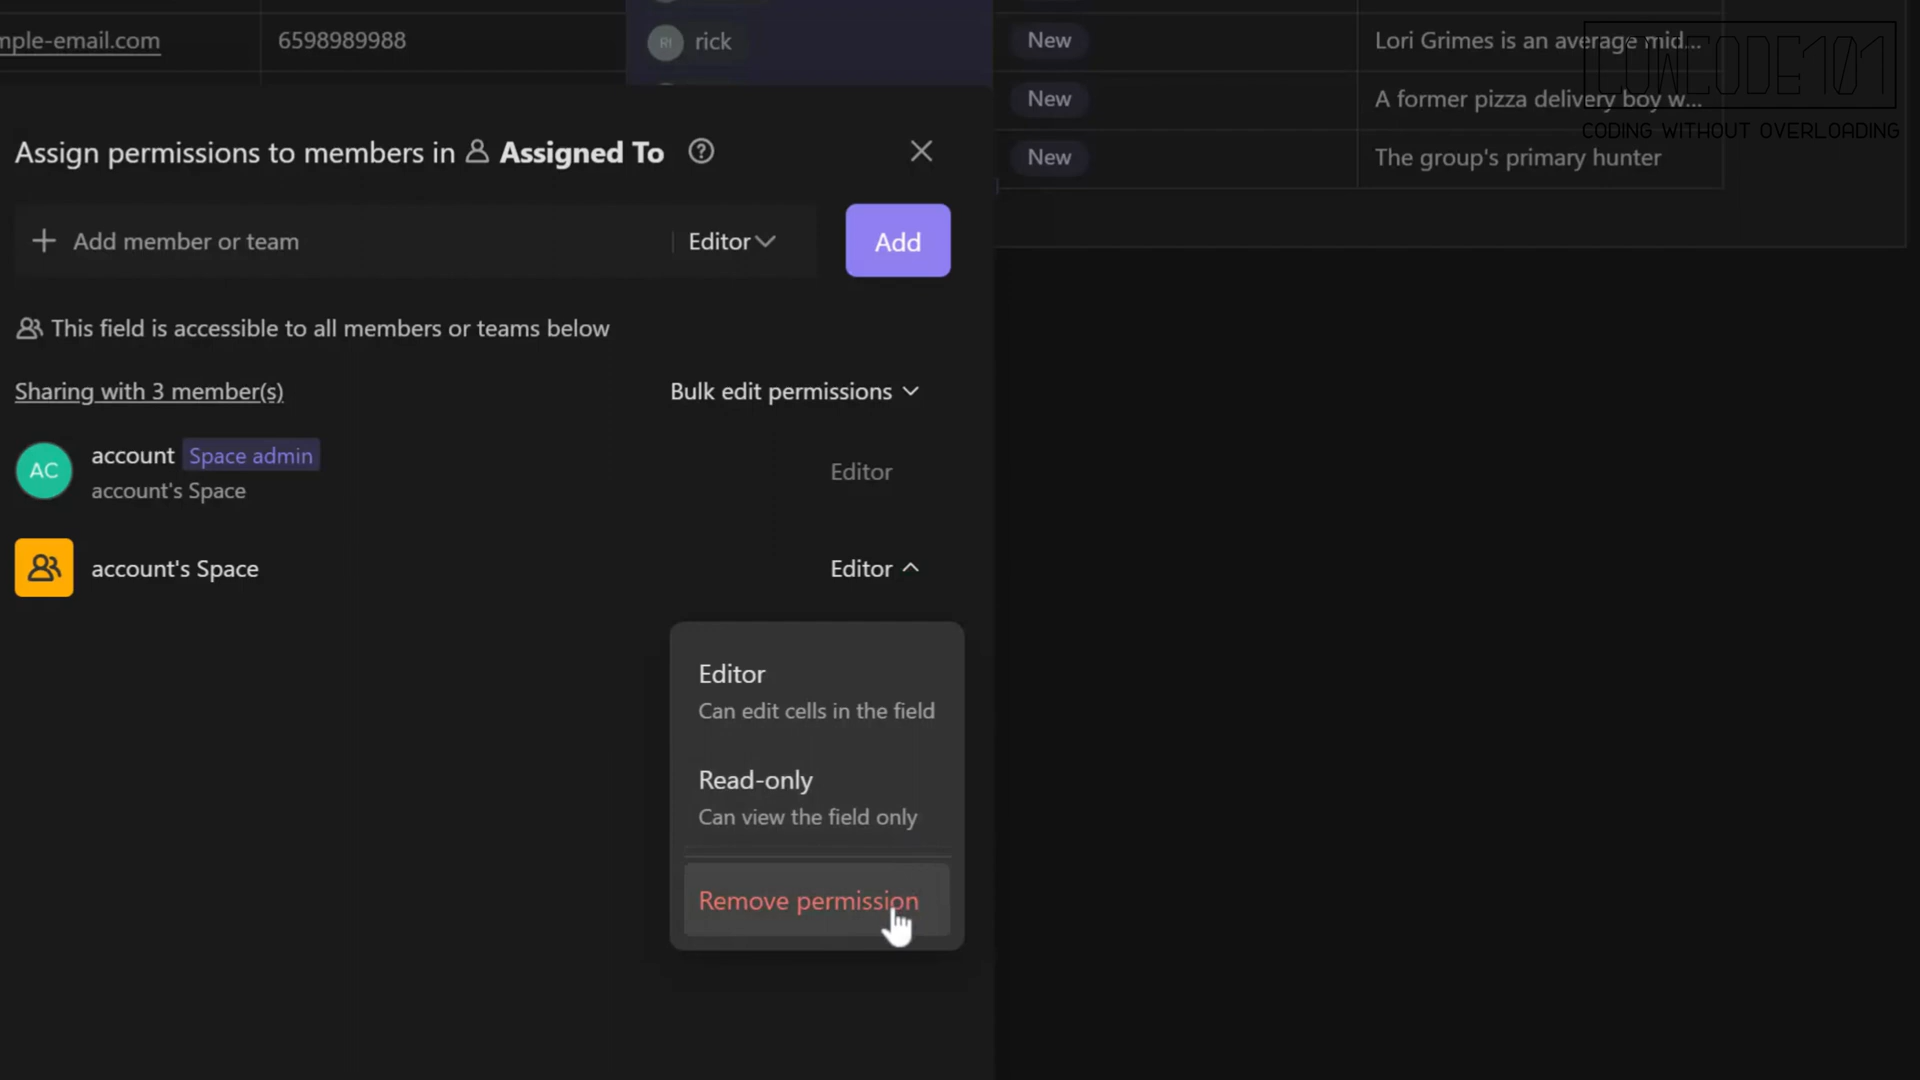 mple-email.com
6598989988
RI
rick
New
Lori Grimes is an average mid...
New
A former pizza delivery boy w...
New
The group's primary hunter
LOWCODE101
CODING WITHOUT OVERLOADING
Assign permissions to members in Assigned To
Add member or team
Editor
Add
This field is accessible to all members or teams below
Sharing with 3 member(s)
Bulk edit permissions
AC
account
Space admin
account's Space
Editor
account's Space
Editor
Editor
Can edit cells in the field
Read-only
Can view the field only
Remove permission